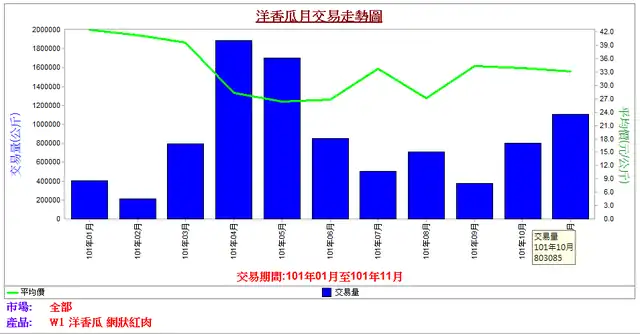 洋香瓜月交易走勢圖
交易量(公斤)
2000000
1800000
1600000
1400000
1200000
1000000
800000
600000
400000
200000
0
42.0
39.0
36.0
33.0
30.0
27.0
24.0
21.0
18.0
15.0
12.0
9.0
6.0
3.0
0.0
平均價(元/公斤)
101年01月
101年02月
101年03月
101年04月
101年05月
101年06月
101年07月
101年08月
101年09月
101年10月
月
交易量
101年10月
803085
交易期間:101年01月至101年11月
平均價
交易量
市場: 全部
產品: W1 洋香瓜 網狀紅肉